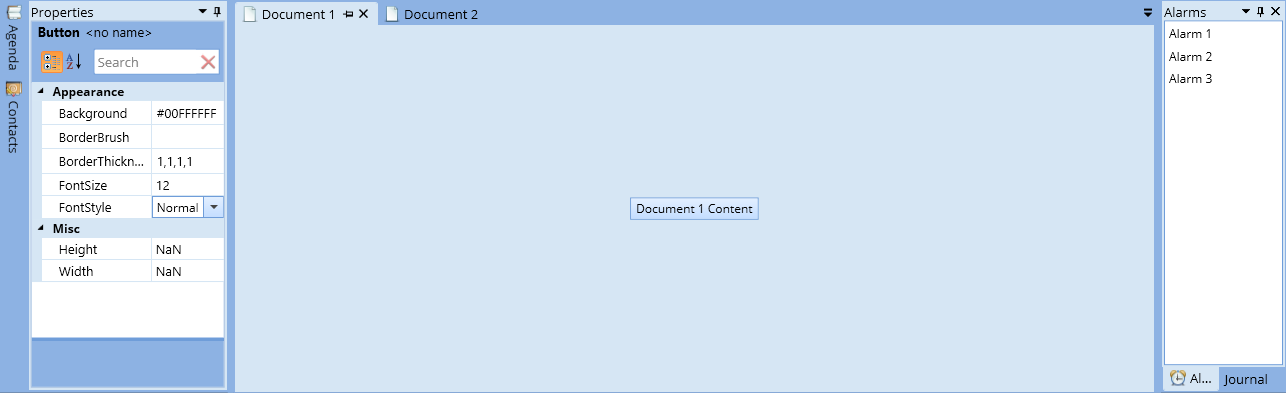 Agenda
Contacts
Properties
Button <no name>
A
Z
Search
Appearance
Background #00FFFFFF
BorderBrush
BorderThickn... 1,1,1,1
FontSize 12
FontStyle Normal
Misc
Height NaN
Width NaN
Document 1
Document 2
Document 1 Content
Alarms
Alarm 1
Alarm 2
Alarm 3
Al...
Journal